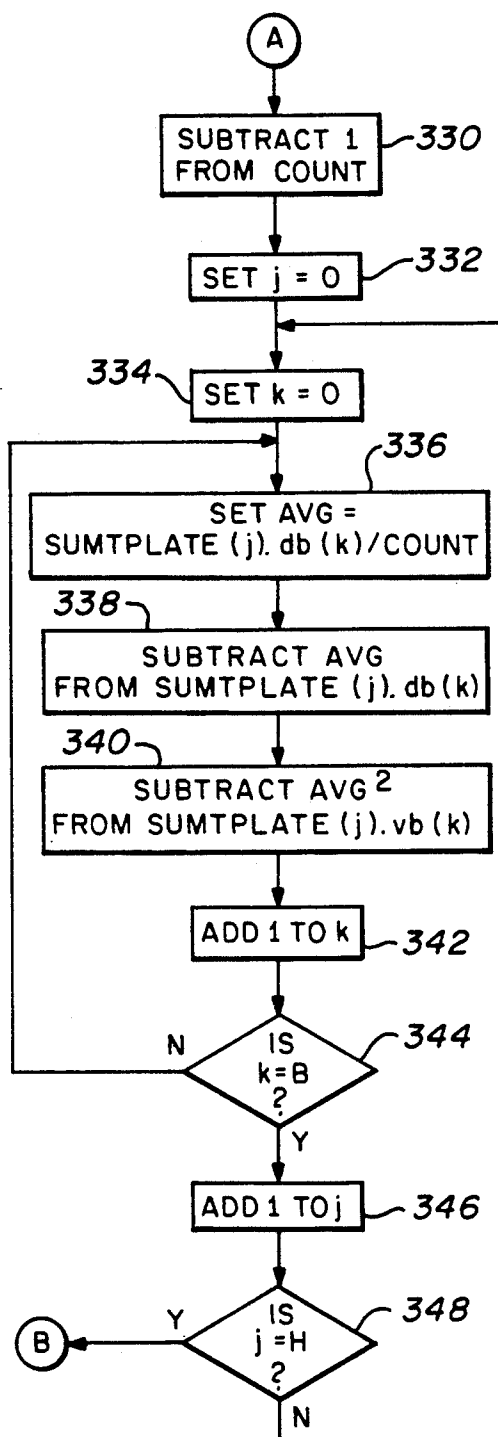 A
SUBTRACT 1
FROM COUNT
330
SET j = 0
332
334
SET k = 0
336
SET AVG =
SUMTPLATE (j). db (k) / COUNT
338
SUBTRACT AVG
FROM SUMTPLATE (j). db (k)
340
SUBTRACT AVG²
FROM SUMTPLATE (j). vb (k)
ADD 1 TO k
342
N
IS
k=B
?
344
Y
ADD 1 TO j
346
B
Y
IS
j=H
?
348
N